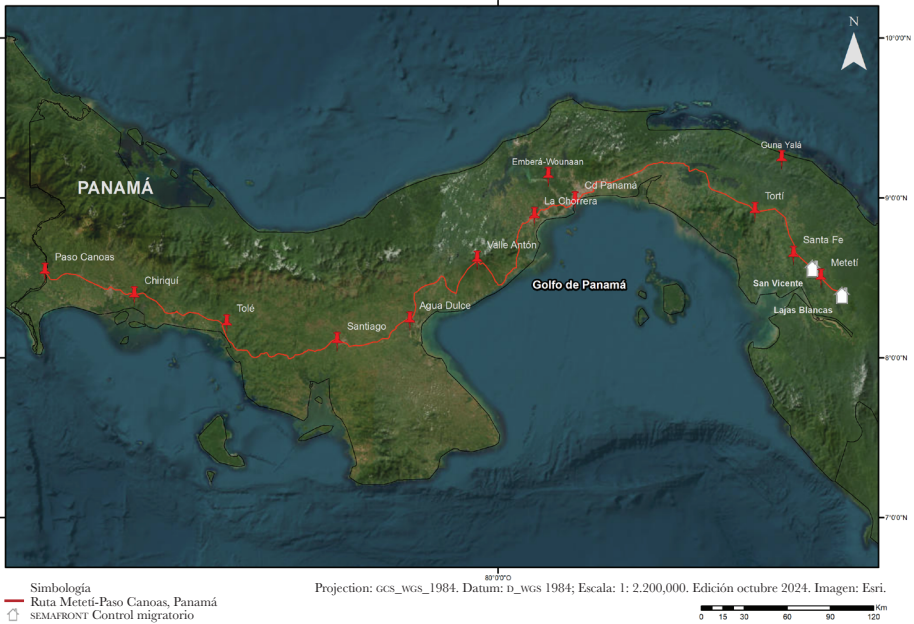 N
10°0'0"N
Guna Yalá
Emberá-Wounaan
Cd Panamá
PANAMÁ
Tortí
9°0'0"N
La Chorrera
Santa Fe
Valle Antón
Paso Canoas
Metetí
Chiriquí
San Vicente
Golfo de Panamá
Tolé
Agua Dulce
Lajas Blancas
Santiago
8°0'0"N
7°0'0"N
80°0'0"O
Simbología
Projection: GCS_WGS_1984. Datum: D_WGS 1984; Escala: 1: 2.200,000. Edición octubre 2024. Imagen: Esri.
Ruta Metetí-Paso Canoas, Panamá
SEMAFRONT Control migratorio
Km
0 15 30 60 90 120